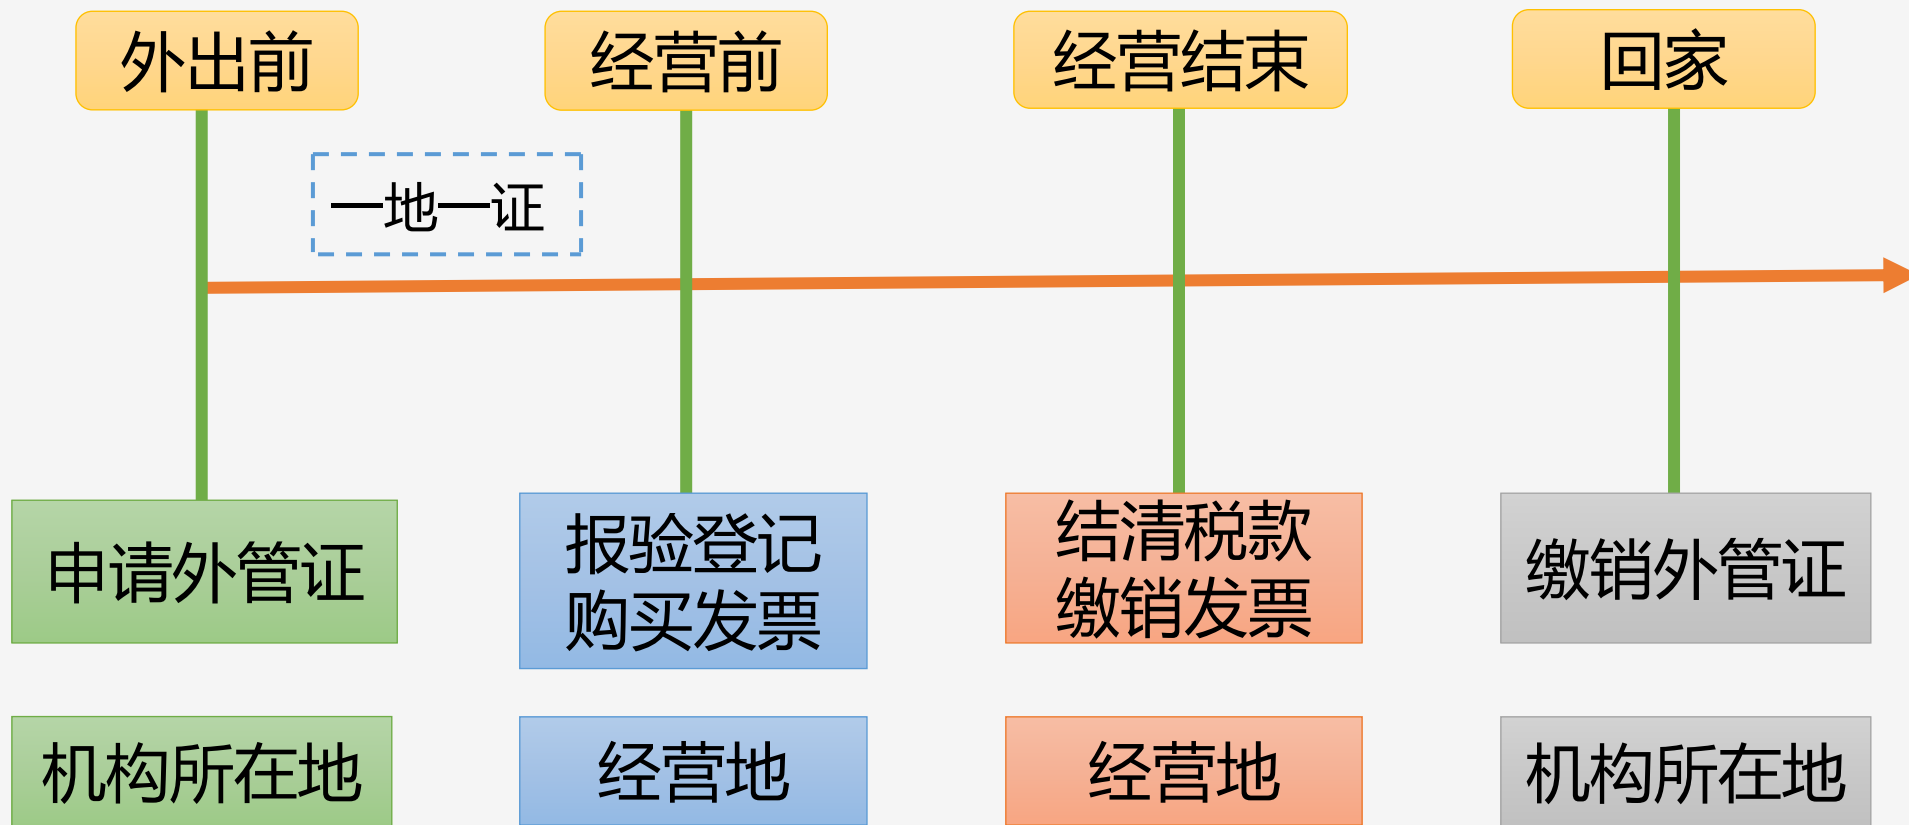 外出前
经营前
经营结束
回家
一地一证
申请外管证
报验登记
购买发票
结清税款
缴销发票
缴销外管证
机构所在地
经营地
经营地
机构所在地